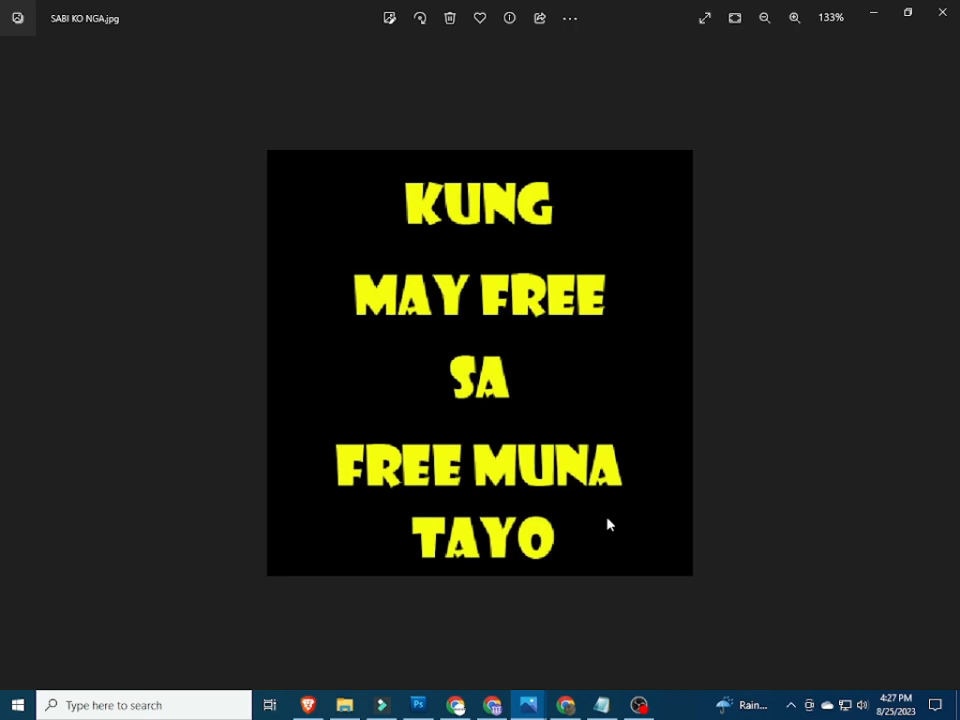 SABI KO NGA.jpg
133%
KUNG
MAY FREE
SA
FREE MUNA
TAYO
Type here to search
Ps
Rain...
4:27 PM
8/25/2023